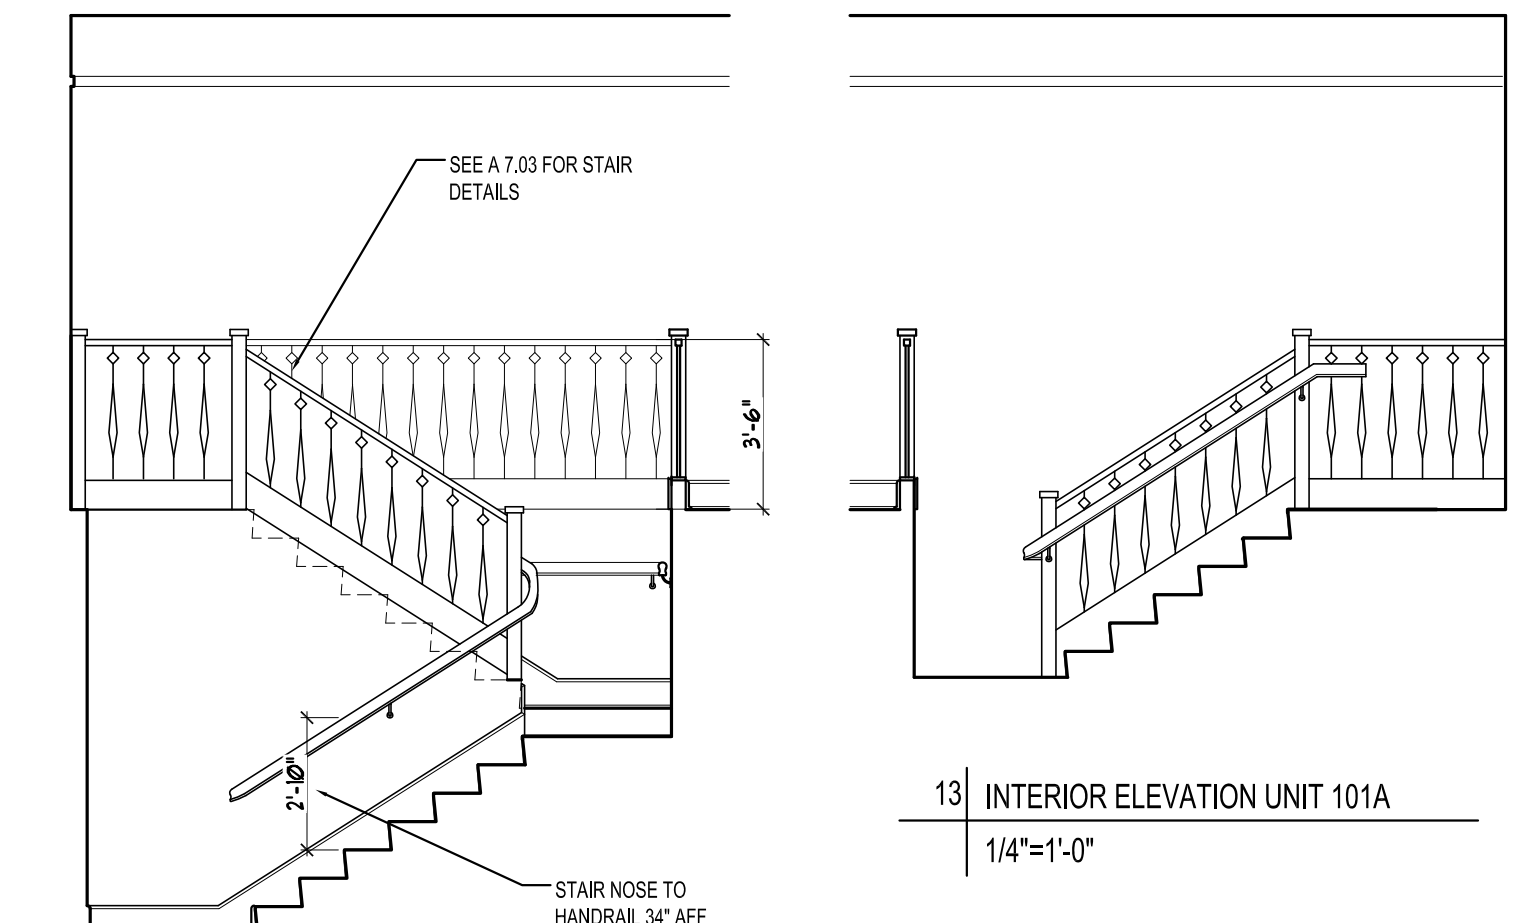 SEE A 7.03 FOR STAIR
DETAILS
3'-6"
2'-10"
STAIR NOSE TO
HANDRAIL 34" AFF
13
INTERIOR ELEVATION UNIT 101A
1/4"=1'-0"